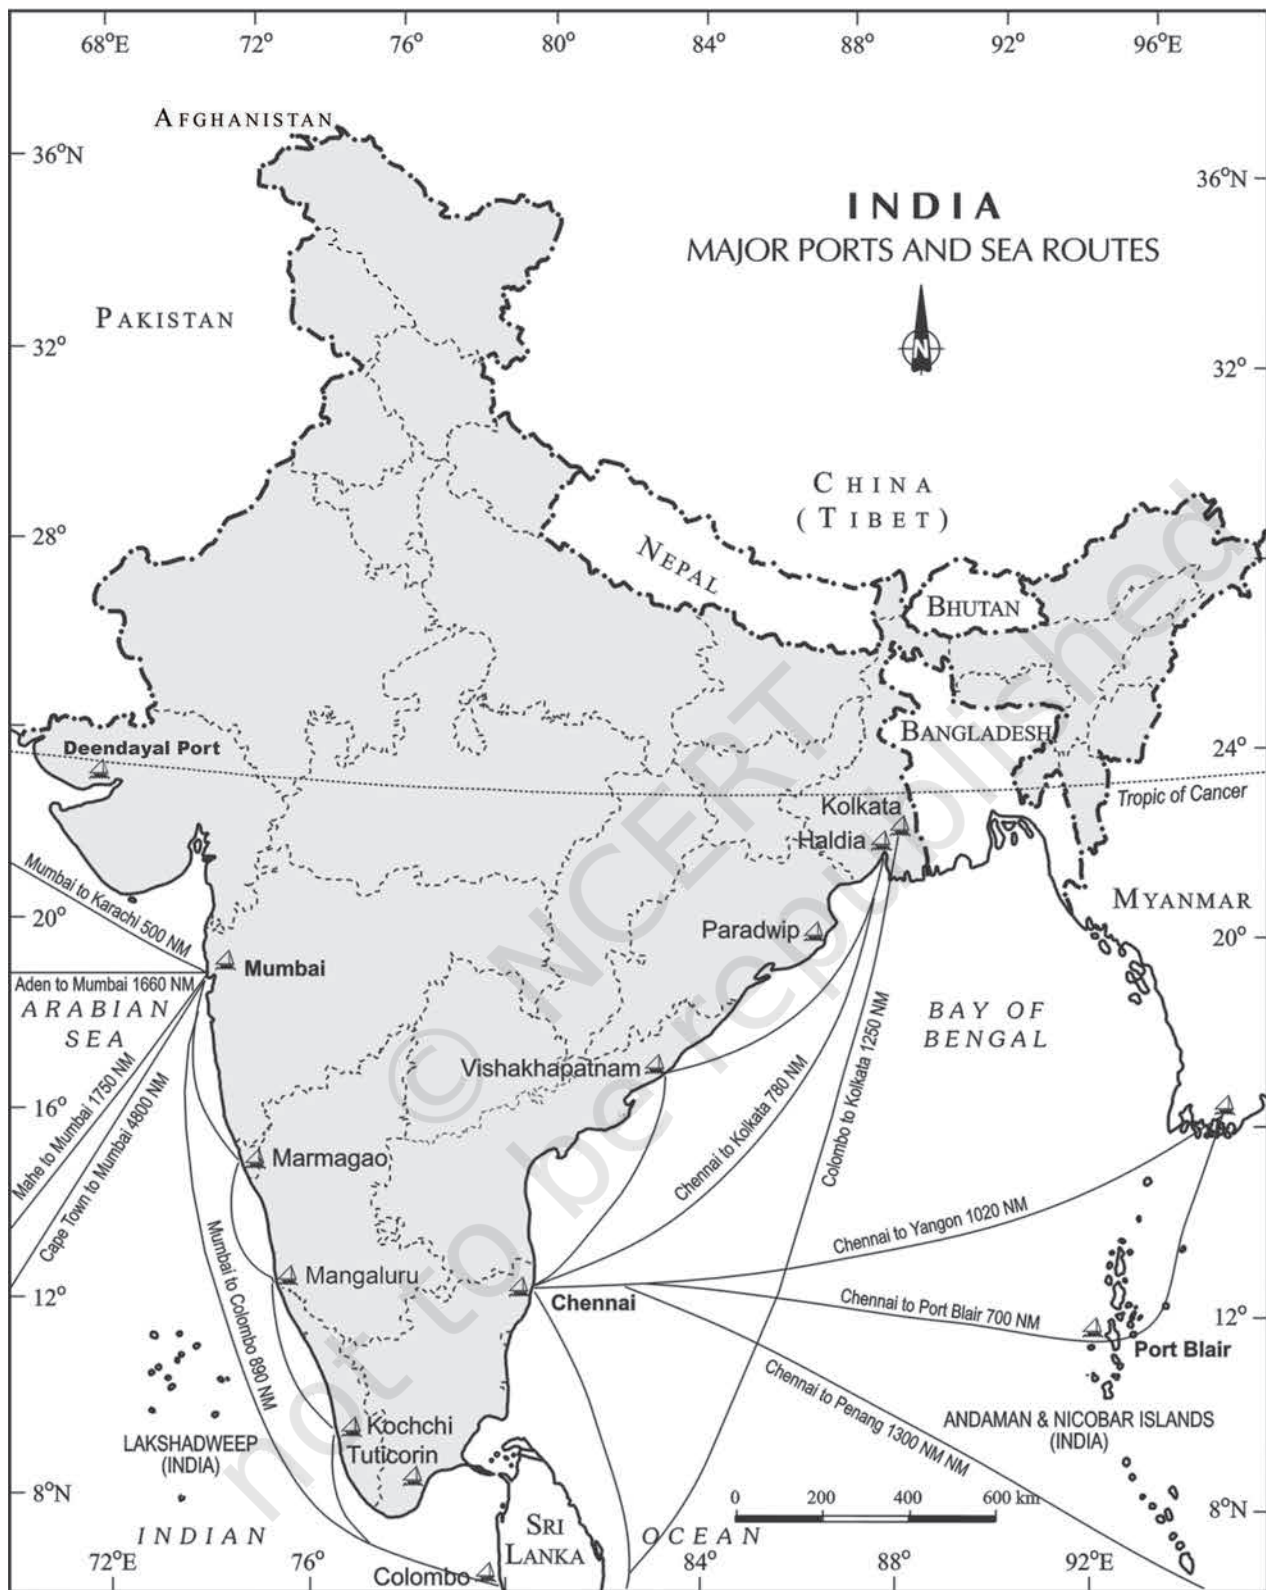 68°E 72° 76° 80° 84° 88° 92° 96°E
AFGHANISTAN
36°N
36°N
INDIA
MAJOR PORTS AND SEA ROUTES
N
PAKISTAN
32°
32°
CHINA
(TIBET)
28°
28°
NEPAL
BHUTAN
BANGLADESH
24°
Deendayal Port
Tropic of Cancer
Kolkata
Haldia
MYANMAR
Mumbai to Karachi 500 NM
20°
20°
Paradwip
Mumbai
Aden to Mumbai 1660 NM
ARABIAN
SEA
BAY OF
BENGAL
Vishakhapatnam
Mahe to Mumbai 1750 NM
Cape Town to Mumbai 4800 NM
Chennai to Kolkata 780 NM
Colombo to Kolkata 1250 NM
16°
Marmagao
Chennai to Yangon 1020 NM
Mumbai to Colombo 890 NM
Mangaluru
12°
Chennai
Chennai to Port Blair 700 NM
12°
Port Blair
Chennai to Penang 1300 NM NM
Kochchi
Tuticorin
LAKSHADWEEP
(INDIA)
ANDAMAN & NICOBAR ISLANDS
(INDIA)
8°N
0 200 400 600 km
8°N
INDIAN
OCEAN
SRI
LANKA
Colombo
72°E 76° 84° 88° 92°E
© NCERT
not to be republished